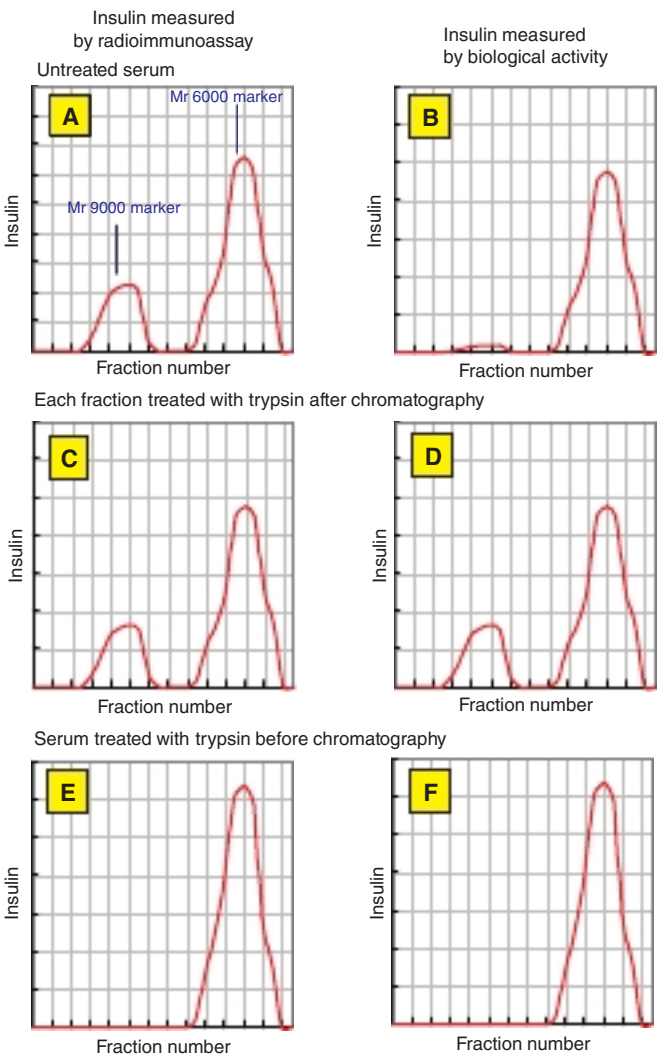 Insulin measured
by radioimmunoassay
Insulin measured
by biological activity
Untreated serum
A
Mr 6000 marker
Mr 9000 marker
Insulin
Fraction number
B
Fraction number
Each fraction treated with trypsin after chromatography
C
Insulin
Fraction number
D
Insulin
Fraction number
Serum treated with trypsin before chromatography
E
Insulin
Fraction number
F
Insulin
Fraction number